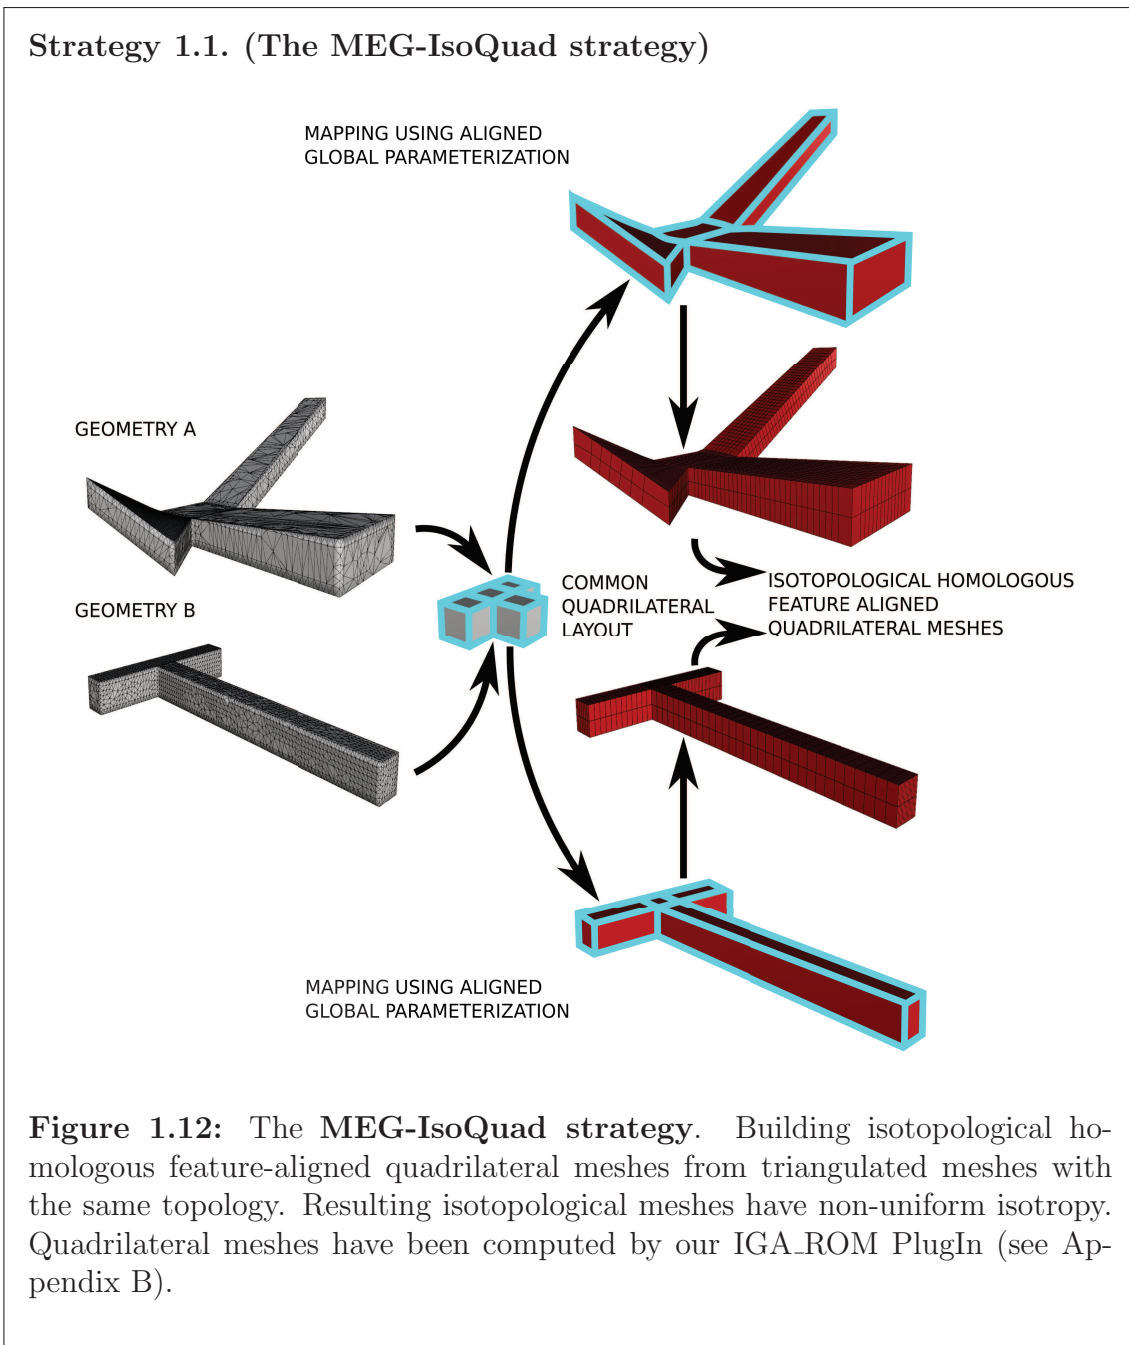 Strategy 1.1. (The MEG-IsoQuad strategy)
MAPPING USING ALIGNED
GLOBAL PARAMETERIZATION
GEOMETRY A
GEOMETRY B
COMMON
QUADRILATERAL
LAYOUT
ISOTOPOLOGICAL HOMOLOGOUS
FEATURE ALIGNED
QUADRILATERAL MESHES
MAPPING USING ALIGNED
GLOBAL PARAMETERIZATION
Figure 1.12: The MEG-IsoQuad strategy. Building isotopological ho-
mologous feature-aligned quadrilateral meshes from triangulated meshes with
the same topology. Resulting isotopological meshes have non-uniform isotropy.
Quadrilateral meshes have been computed by our IGA_ROM PlugIn (see Ap-
pendix B).